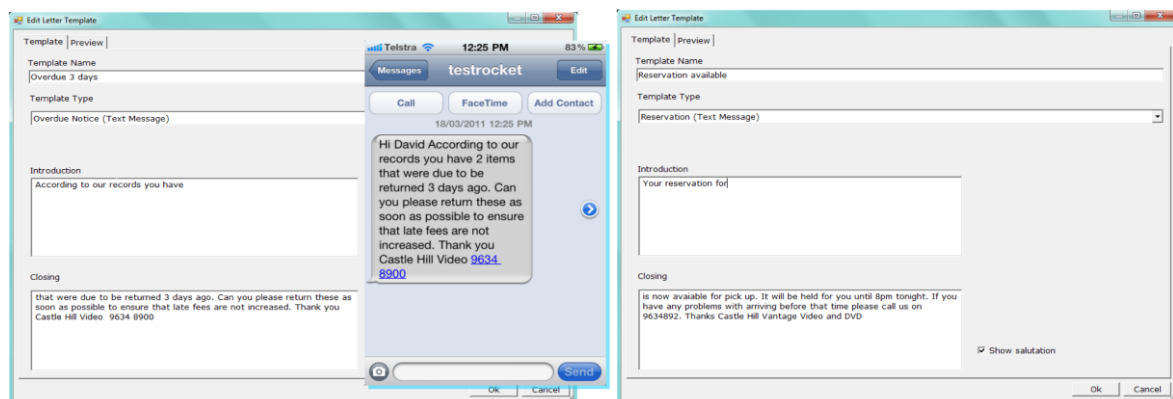 Edit Letter Template
Template
Preview
Template Name
Overdue 3 days
Template Type
Overdue Notice (Text Message)
Introduction
According to our records you have
Closing
that were due to be returned 3 days ago. Can you please return these as
soon as possible to ensure that late fees are not increased. Thank you
Castle Hill Video 9634 8900
Ok
Cancel
Telstra
12:25 PM
83%
Messages
testrocket
Edit
Call
FaceTime
Add Contact
18/03/2011 12:25 PM
Hi David According to our
records you have 2 items
that were due to be
returned 3 days ago. Can
you please return these as
soon as possible to ensure
that late fees are not
increased. Thank you
Castle Hill Video 9634
8900
Send
Edit Letter Template
Template
Preview
Template Name
Reservation available
Template Type
Reservation (Text Message)
Introduction
Your reservation for
Closing
is now avaiable for pick up. It will be held for you until 8pm tonight. If you
have any problems with arriving before that time please call us on
9634892. Thanks Castle Hill Vantage Video and DVD
Show salutation
Ok
Cancel